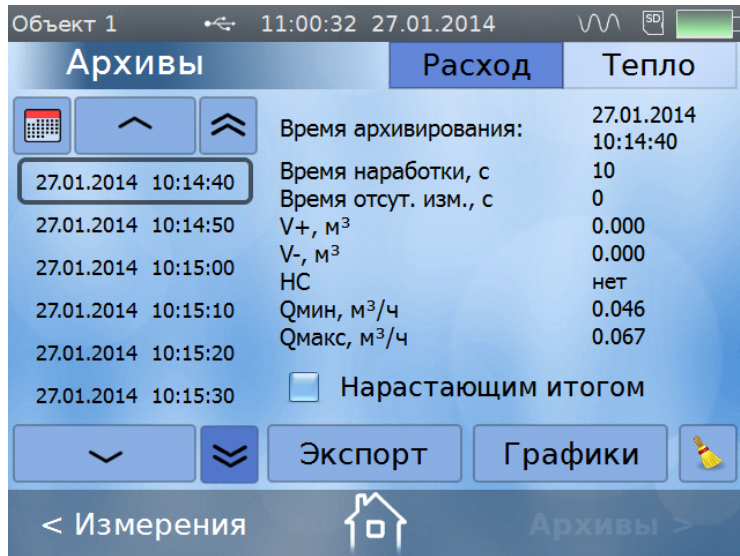 Объект 1 11:00:32 27.01.2014 SD
Архивы Расход Тепло
27.01.2014 10:14:40
27.01.2014 10:14:50
27.01.2014 10:15:00
27.01.2014 10:15:10
27.01.2014 10:15:20
27.01.2014 10:15:30
Время архивирования: 27.01.2014
10:14:40
Время наработки, с 10
Время отсут. изм., с 0
V+, м³ 0.000
V-, м³ 0.000
НС нет
Qмин, м³/ч 0.046
Qмакс, м³/ч 0.067
Нарастающим итогом
Экспорт Графики
< Измерения Архивы >